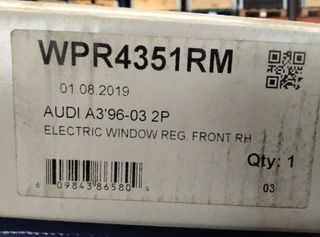 WPR4351RM
01 08 2019
AUDI A3'96-03 2P
ELECTRIC WINDOW REG. FRONT RH
Qty: 1
03
6 09843 86580